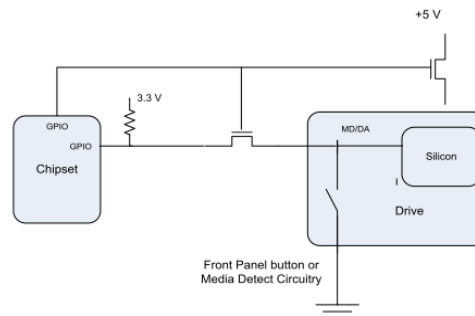 +5 V
3.3 V
GPIO
GPIO
Chipset
MD/DA
Silicon
I
Drive
Front Panel button or
Media Detect Circuitry